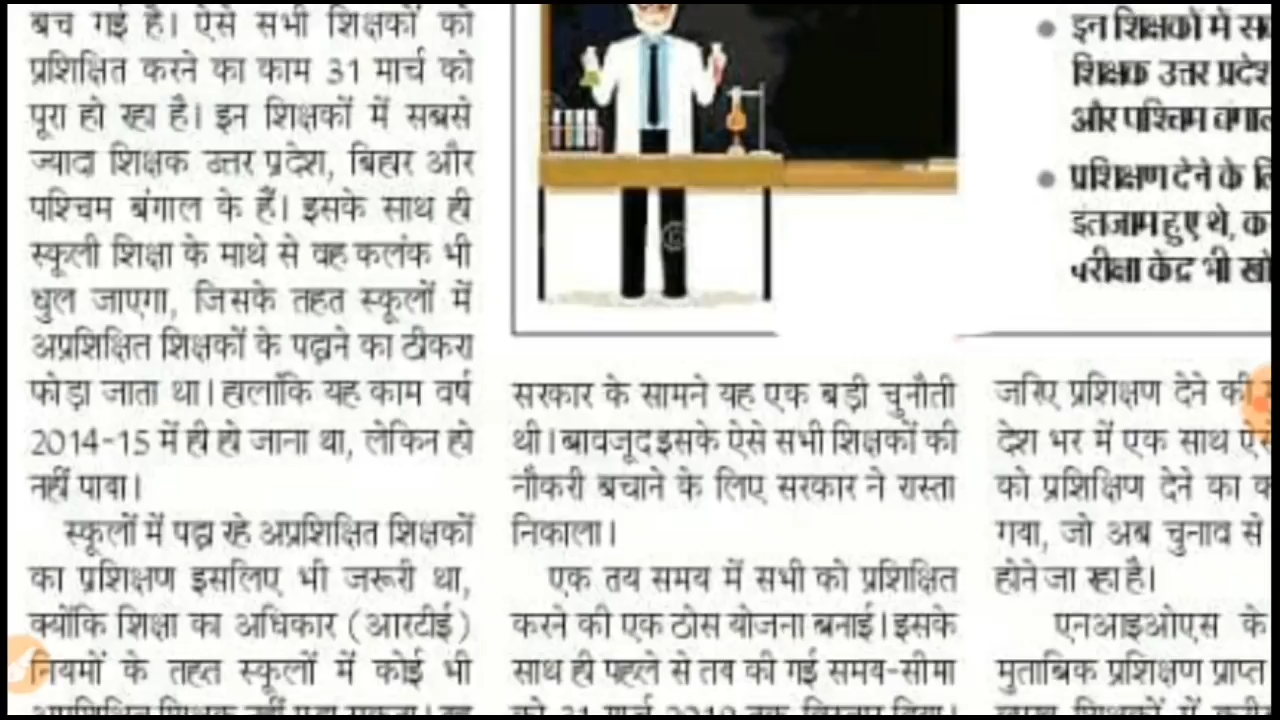 बच गई है। ऐसे सभी शिक्षकों को
प्रशिक्षित करने का काम 31 मार्च को
पूरा हो रहा है। इन शिक्षकों में सबसे
ज्यादा शिक्षक उत्तर प्रदेश, बिहार और
पश्चिम बंगाल के हैं। इसके साथ ही
स्कूली शिक्षा के माथे से वह कलंक भी
धुल जाएगा, जिसके तहत स्कूलों में
अप्रशिक्षित शिक्षकों के पढ़ाने का ठीकरा
फोड़ा जाता था। हालांकि यह काम वर्ष
2014-15 में ही हो जाना था, लेकिन हो
नहीं पाया।
स्कूलों में पढ़ा रहे अप्रशिक्षित शिक्षकों
का प्रशिक्षण इसलिए भी जरूरी था,
क्योंकि शिक्षा का अधिकार (आरटीई)
नियमों के तहत स्कूलों में कोई भी
सरकार के सामने यह एक बड़ी चुनौती
थी। बावजूद इसके ऐसे सभी शिक्षकों की
नौकरी बचाने के लिए सरकार ने रास्ता
निकाला।
एक तय समय में सभी को प्रशिक्षित
करने की एक ठोस योजना बनाई। इसके
साथ ही पहले से तय की गई समय-सीमा
इन शिक्षकों में
शिक्षक उत्तर
और पश्चिम
प्रशिक्षण देने के
इंतजाम हुए थे,
परीक्षा केंद्र भी
जरिए प्रशिक्षण देने की
देश भर में एक साथ
को प्रशिक्षण देने का
गया, जो अब चुनाव से
होने जा रहा है।
एनआइओएस के
मुताबिक प्रशिक्षण प्राप्त